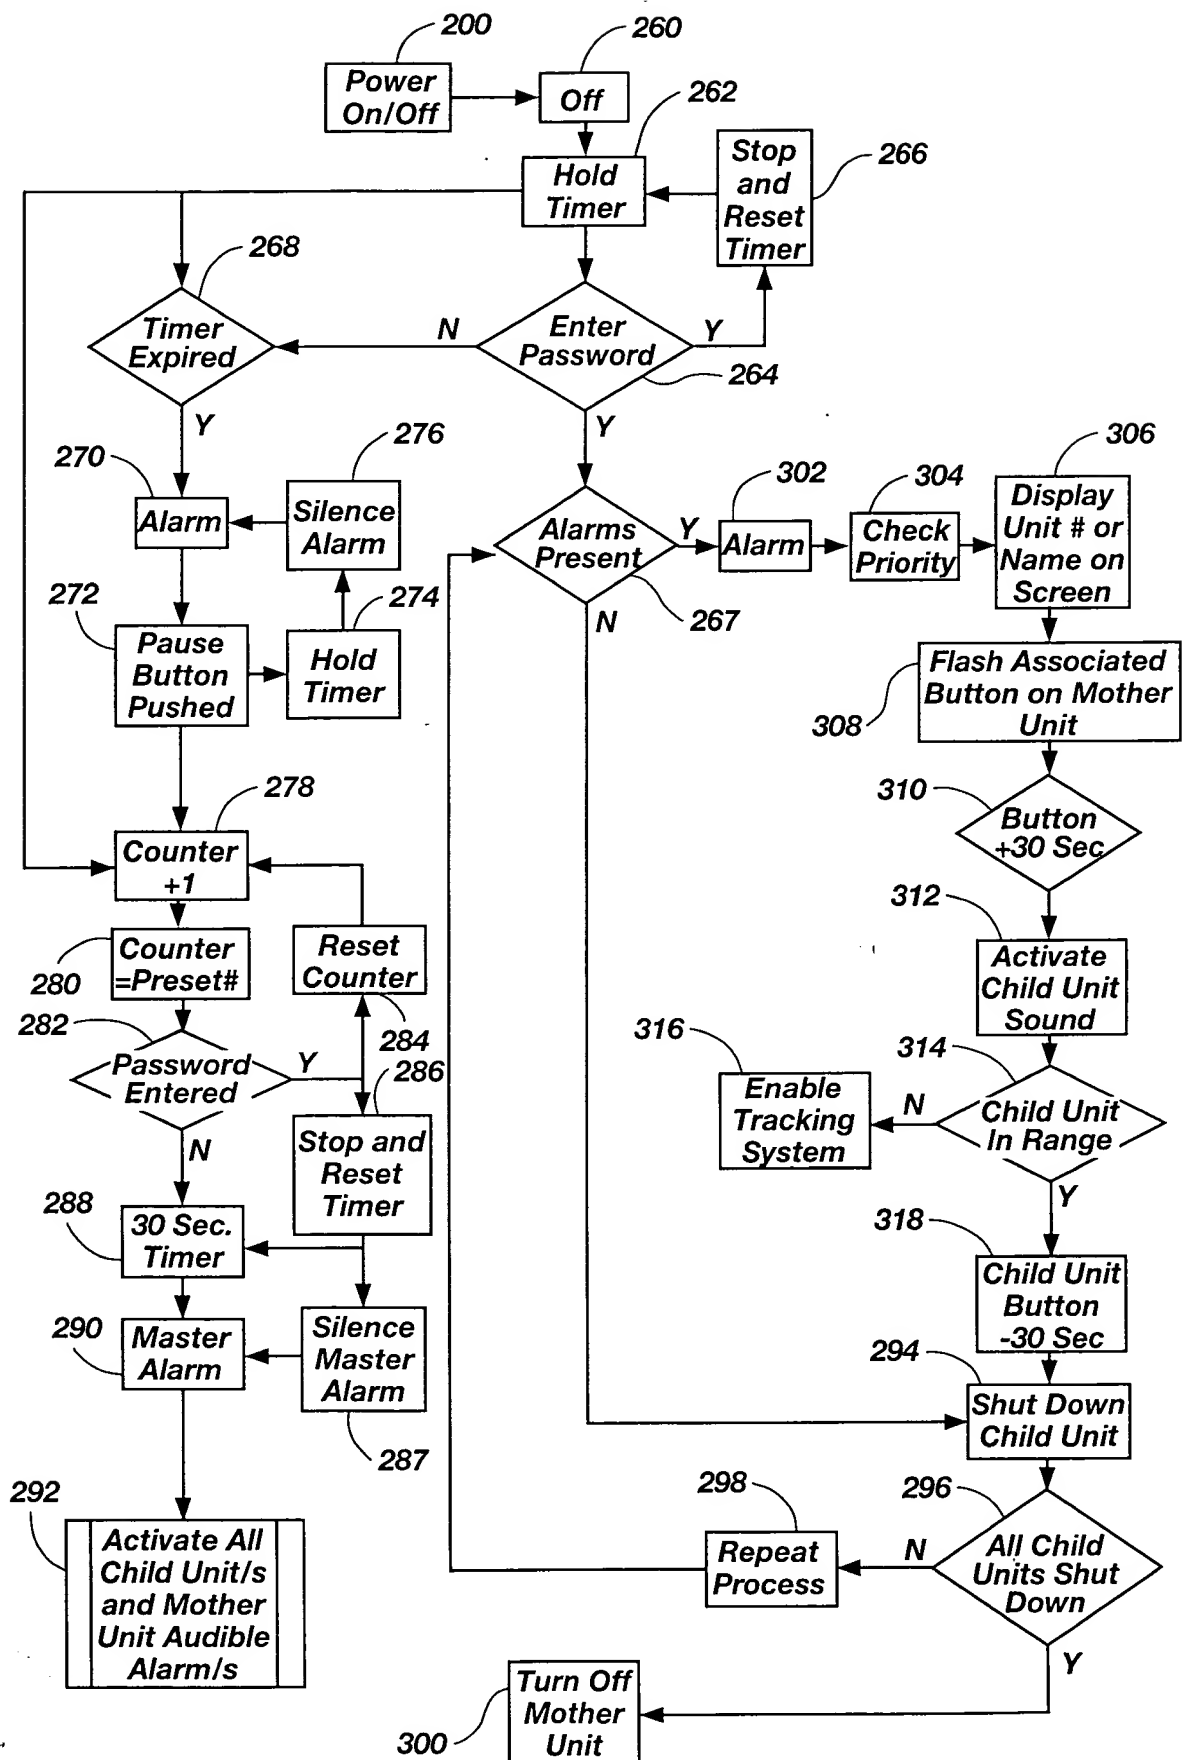 200
260
Power
On/Off
Off
262
Hold
Timer
Stop
and
Reset
Timer
266
268
Timer
Expired
N
Enter
Password
Y
264
Y
Y
270
276
Alarm
Silence
Alarm
Alarms
Present
Y
302
Alarm
304
Check
Priority
306
Display
Unit # or
Name on
Screen
272
274
N
267
Pause
Button
Pushed
Hold
Timer
Flash Associated
Button on Mother
Unit
308
278
310
Button
+30 Sec
Counter
+1
312
Counter
=Preset#
280
Reset
Counter
284
Activate
Child Unit
Sound
282
Password
Entered
Y
286
316
314
Enable
Tracking
System
N
Child Unit
In Range
N
Stop and
Reset
Timer
Y
288
30 Sec.
Timer
318
Child Unit
Button
-30 Sec
290
Master
Alarm
Silence
Master
Alarm
287
294
Shut Down
Child Unit
292
Activate All
Child Unit/s
and Mother
Unit Audible
Alarm/s
298
Repeat
Process
N
296
All Child
Units Shut
Down
Y
Turn Off
Mother
Unit
300